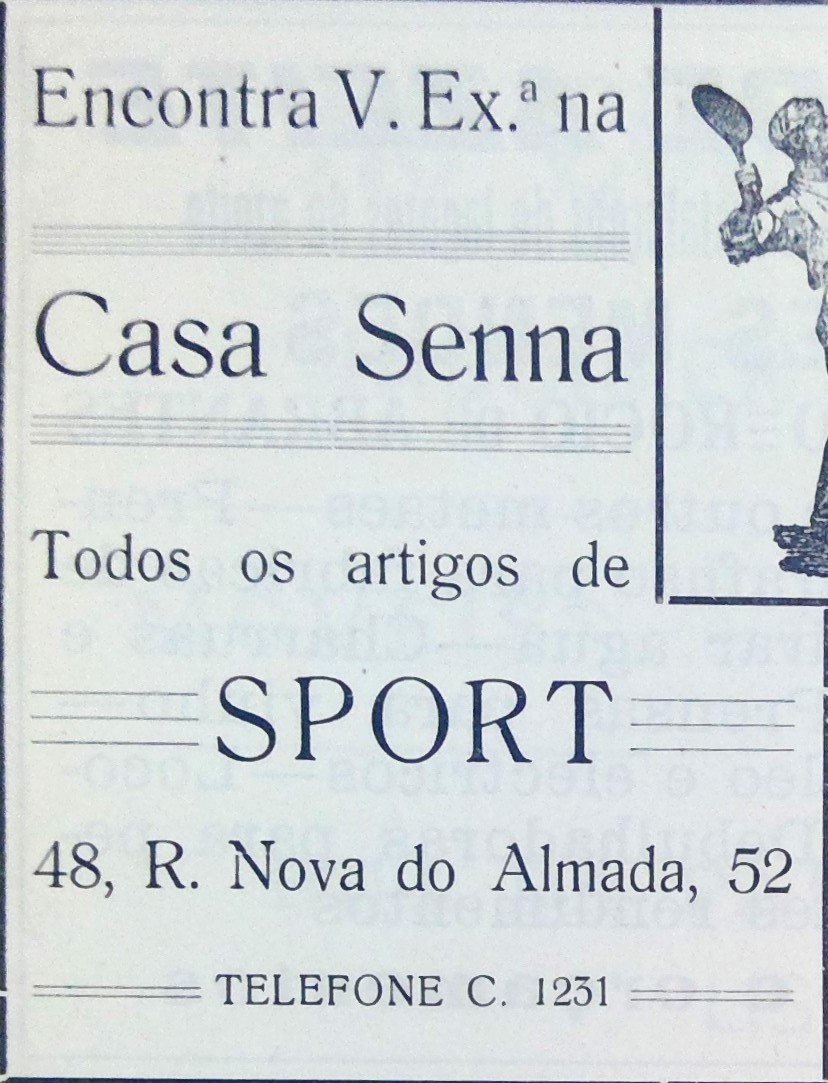 Encontra V. Ex.ª na
Casa Senna
Todos os artigos de
SPORT
48, R. Nova do Almada, 52
TELEFONE C. 1231